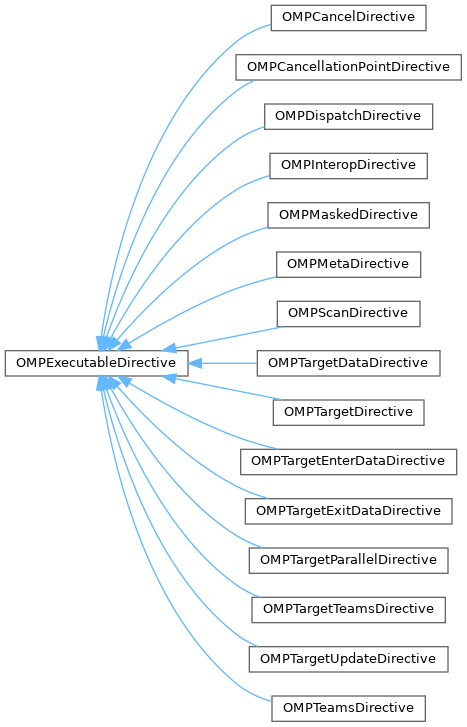 OMPCancelDirective
OMPCancellationPointDirective
OMPDispatchDirective
OMPInteropDirective
OMPMaskedDirective
OMPMetaDirective
OMPScanDirective
OMPExecutableDirective
OMPTargetDataDirective
OMPTargetDirective
OMPTargetEnterDataDirective
OMPTargetExitDataDirective
OMPTargetParallelDirective
OMPTargetTeamsDirective
OMPTargetUpdateDirective
OMPTeamsDirective